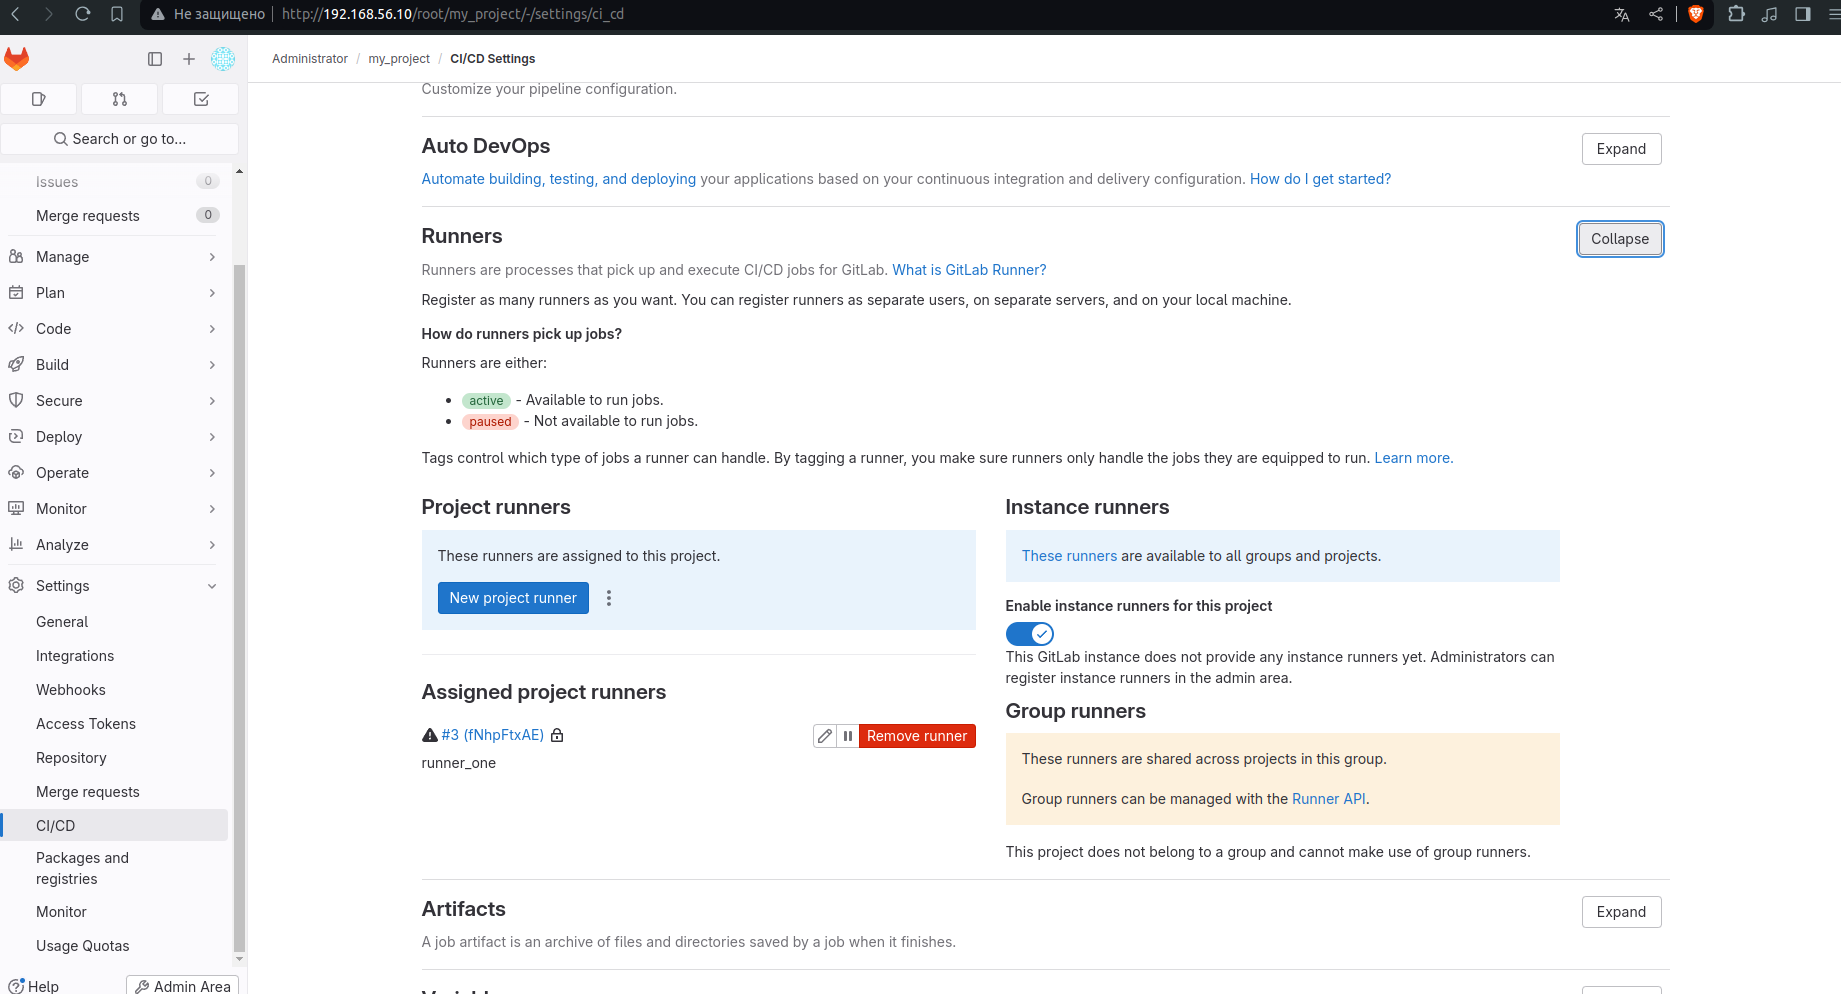 Не защищено http://192.168.56.10/root/my_project/-/settings/ci_cd
Administrator / my_project / CI/CD Settings
Search or go to...
Issues 0
Merge requests 0
Manage
Plan
Code
Build
Secure
Deploy
Operate
Monitor
Analyze
Settings
General
Integrations
Webhooks
Access Tokens
Repository
Merge requests
CI/CD
Packages and
registries
Monitor
Usage Quotas
Help
Admin Area
Customize your pipeline configuration.
Auto DevOps
Expand
Automate building, testing, and deploying your applications based on your continuous integration and delivery configuration. How do I get started?
Runners
Collapse
Runners are processes that pick up and execute CI/CD jobs for GitLab. What is GitLab Runner?
Register as many runners as you want. You can register runners as separate users, on separate servers, and on your local machine.
How do runners pick up jobs?
Runners are either:
• active - Available to run jobs.
• paused - Not available to run jobs.
Tags control which type of jobs a runner can handle. By tagging a runner, you make sure runners only handle the jobs they are equipped to run. Learn more.
Project runners
These runners are assigned to this project.
New project runner
Assigned project runners
#3 (fNhpFtxAE)
Remove runner
runner_one
Instance runners
These runners are available to all groups and projects.
Enable instance runners for this project
This GitLab instance does not provide any instance runners yet. Administrators can
register instance runners in the admin area.
Group runners
These runners are shared across projects in this group.
Group runners can be managed with the Runner API.
This project does not belong to a group and cannot make use of group runners.
Artifacts
Expand
A job artifact is an archive of files and directories saved by a job when it finishes.